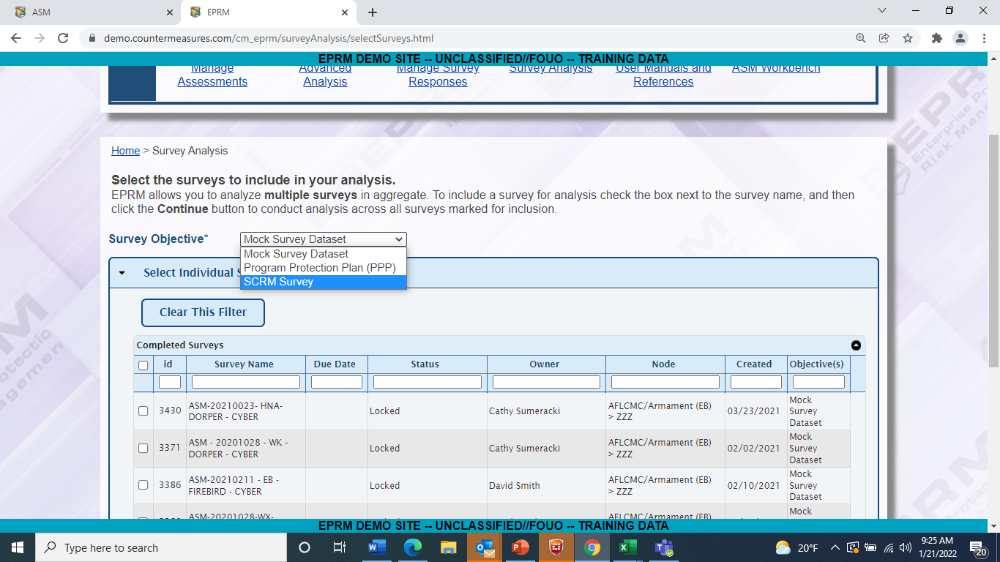 ASM
EPRM
demo.countermeasures.com/cm_eprm/surveyAnalysis/selectSurveys.html
EPRM DEMO SITE -- UNCLASSIFIED//FOUO -- TRAINING DATA
Manage Assessments
Advanced Analysis
Manage Survey Responses
Survey Analysis
User Manuals and References
ASM Workbench
Home > Survey Analysis
Select the surveys to include in your analysis.
EPRM allows you to analyze multiple surveys in aggregate. To include a survey for analysis check the box next to the survey name, and then
click the Continue button to conduct analysis across all surveys marked for inclusion.
Survey Objective*
Mock Survey Dataset
Mock Survey Dataset
Program Protection Plan (PPP)
SCRM Survey
Select Individual
Clear This Filter
Completed Surveys
id Survey Name Due Date Status Owner Node Created Objective(s)
3430 ASM-20210023- HNA-DORPER - CYBER Locked Cathy Sumeracki AFLCMC/Armament (EB) > ZZZ 03/23/2021 Mock Survey Dataset
3371 ASM - 20201028 - WK - DORPER - CYBER Locked Cathy Sumeracki AFLCMC/Armament (EB) > ZZZ 02/02/2021 Mock Survey Dataset
3386 ASM-20210211 - EB - FIREBIRD - CYBER Locked David Smith AFLCMC/Armament (EB) > ZZZ 02/10/2021 Mock Survey Dataset
ASM-20201028-WX- AFLCMC/Armament (EB) Mock
EPRM DEMO SITE -- UNCLASSIFIED//FOUO -- TRAINING DATA
Type here to search
20°F
9:25 AM
1/21/2022
20